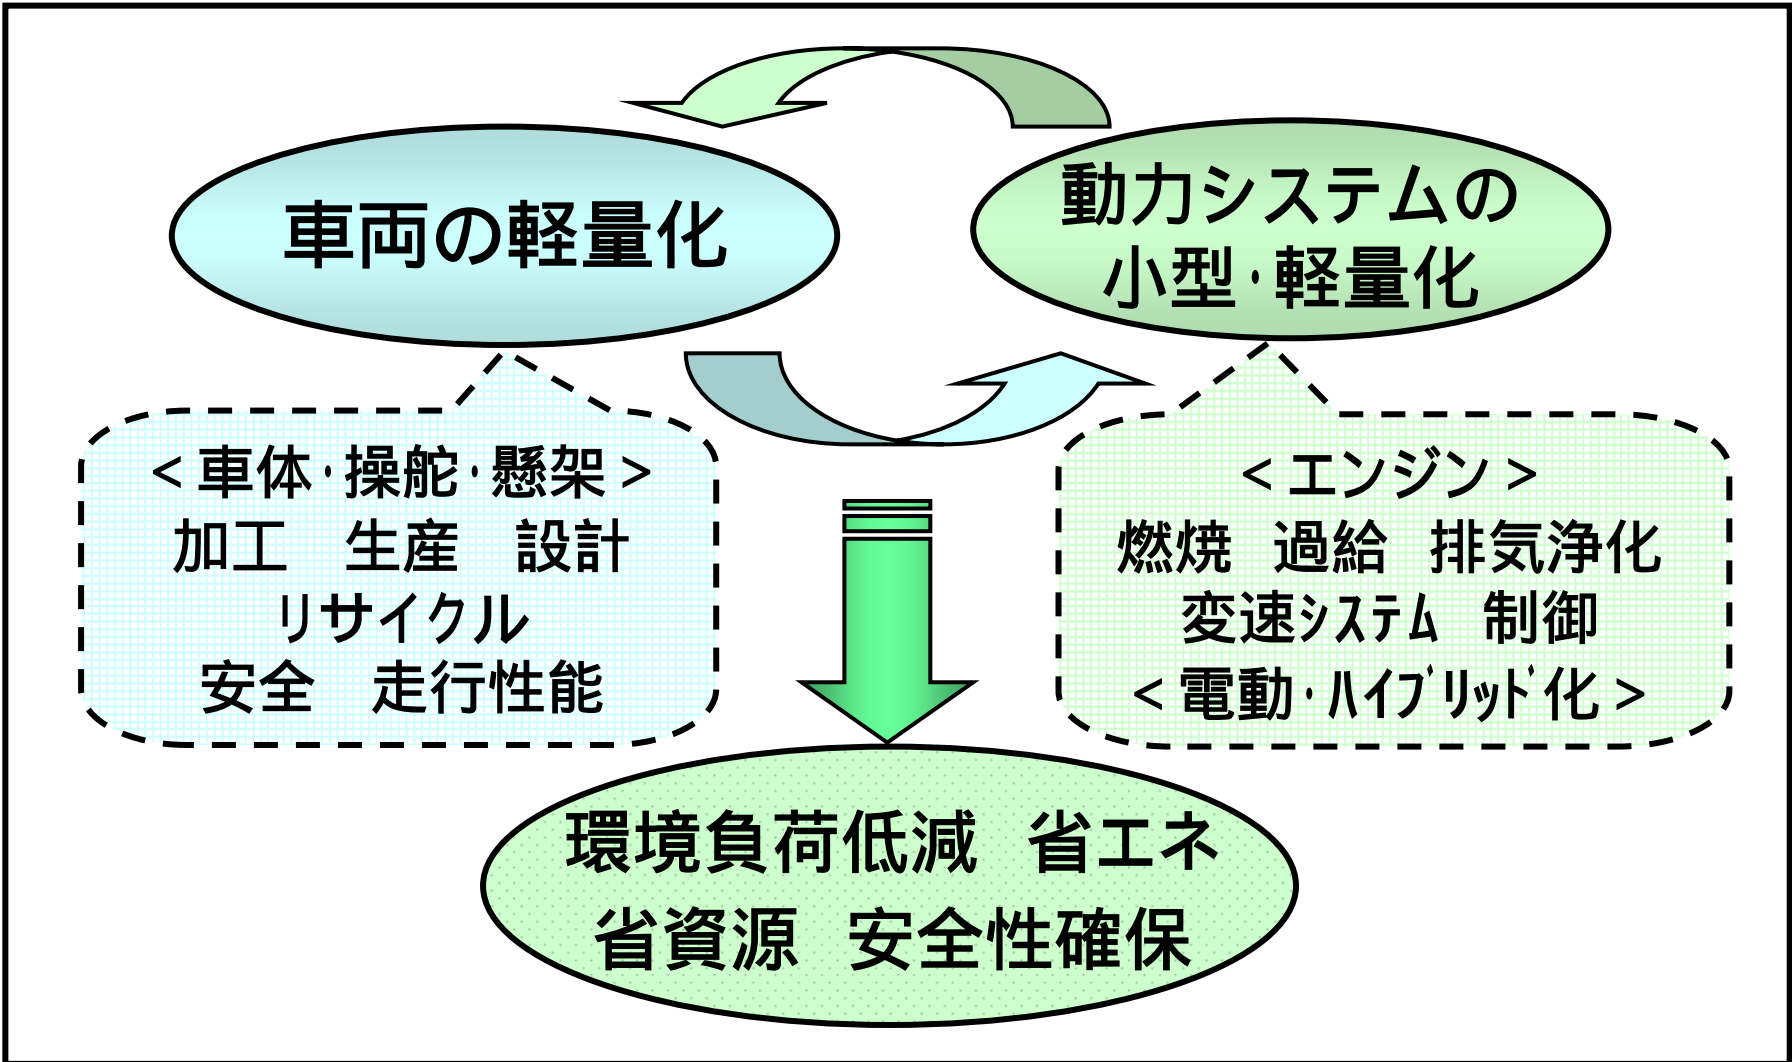 車両の軽量化
動力システムの
小型・軽量化
<車体・操舵・懸架>
加工　生産　設計
リサイクル
安全　走行性能
<エンジン>
燃焼　過給　排気浄化
変速ｼｽﾃﾑ　制御
<電動・ﾊｲﾌﾞﾘｯﾄﾞ化>
環境負荷低減　省エネ
省資源　安全性確保